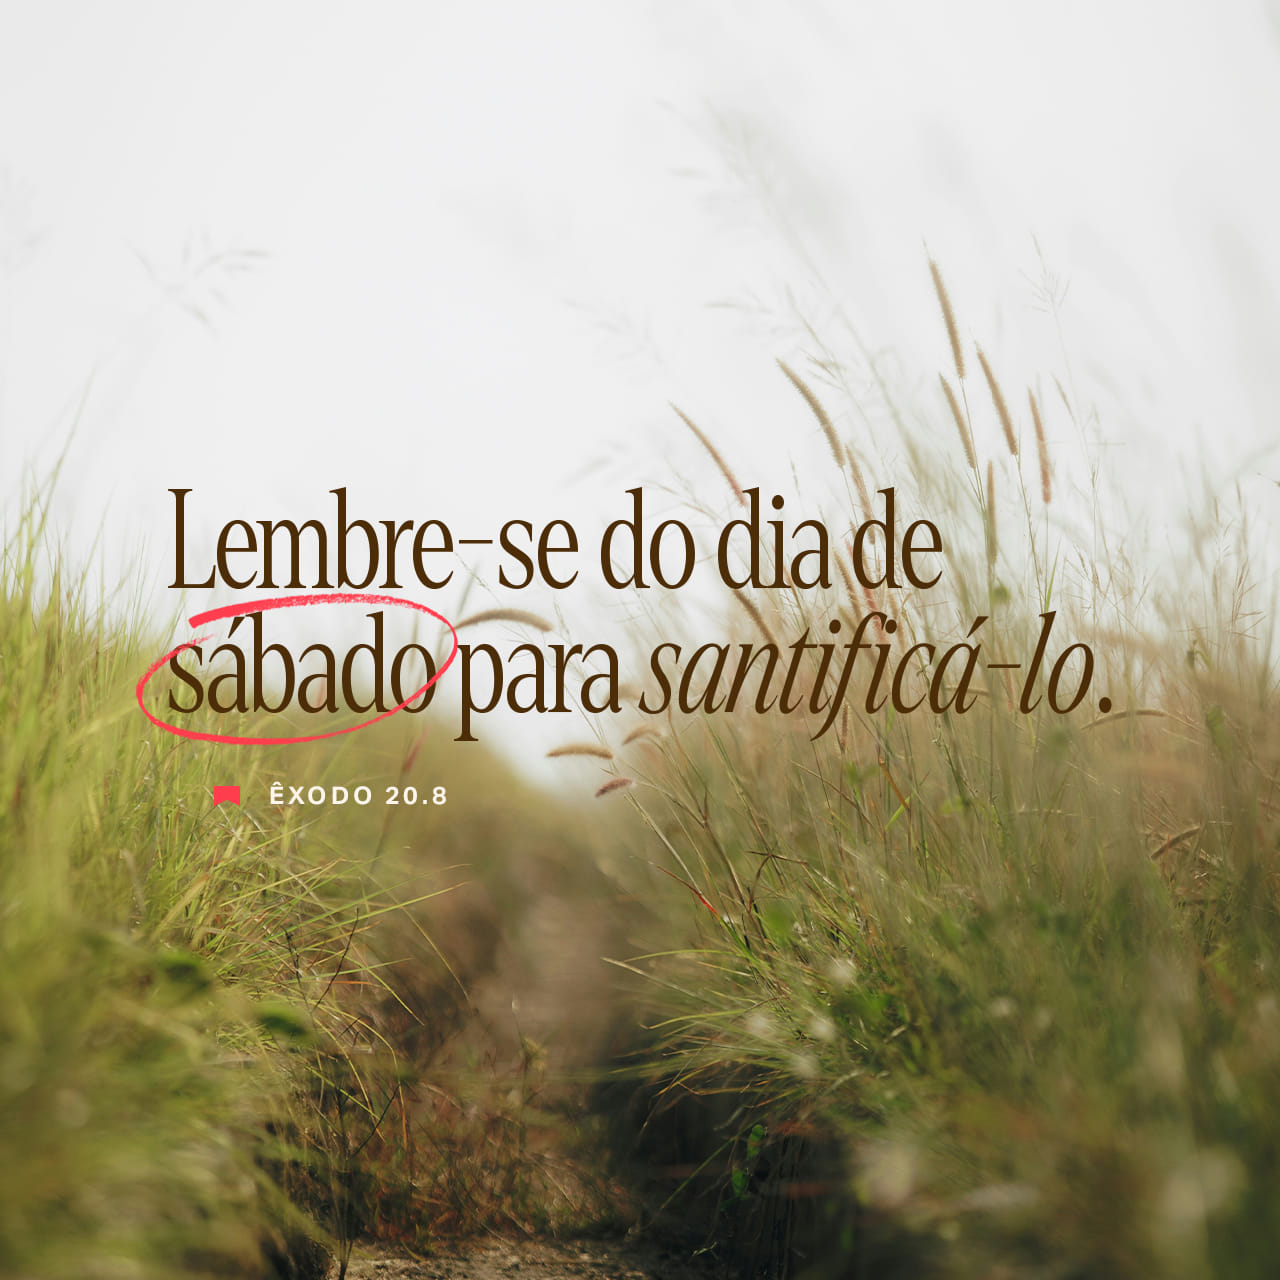 Lembre-se do dia de
sábado para santificá-lo.
ÊXODO 20.8